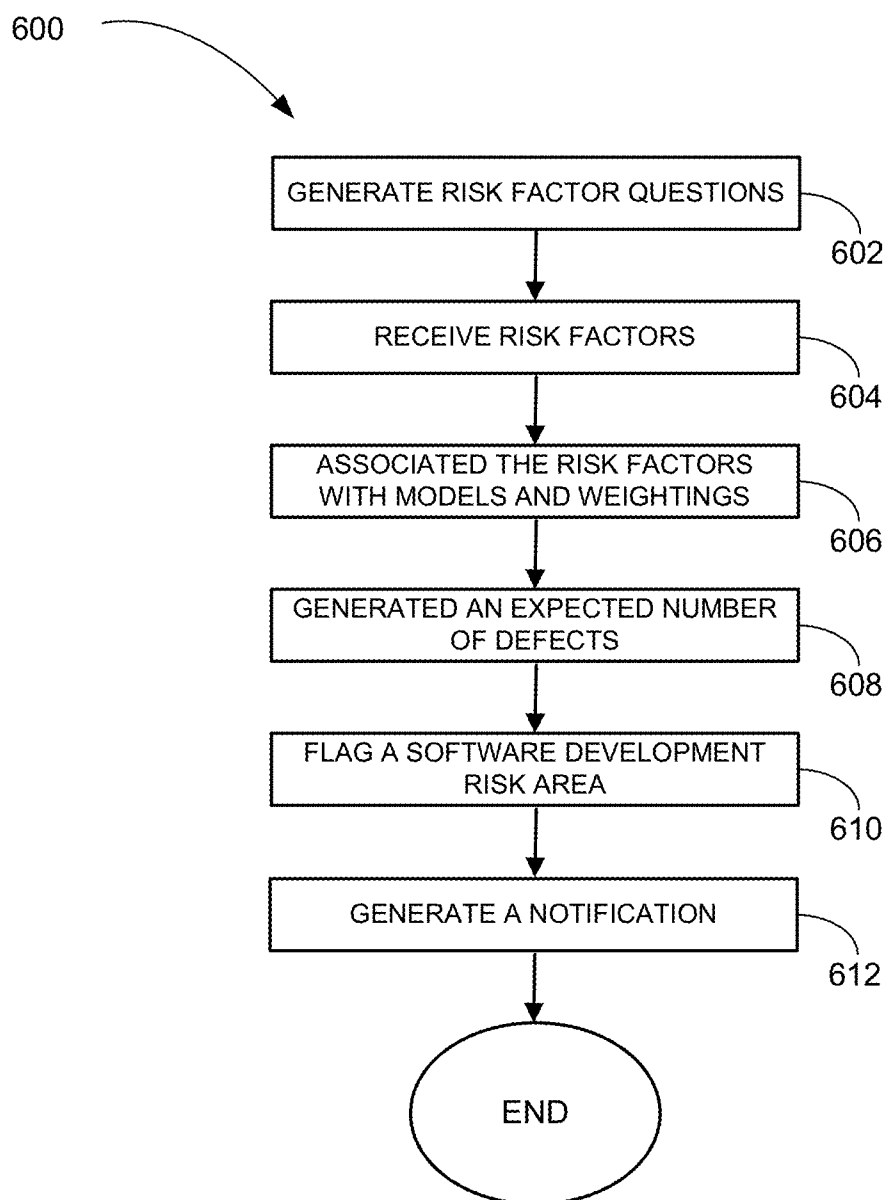 600
GENERATE RISK FACTOR QUESTIONS
602
RECEIVE RISK FACTORS
604
ASSOCIATED THE RISK FACTORS
WITH MODELS AND WEIGHTINGS
606
GENERATED AN EXPECTED NUMBER
OF DEFECTS
608
FLAG A SOFTWARE DEVELOPMENT
RISK AREA
610
GENERATE A NOTIFICATION
612
END